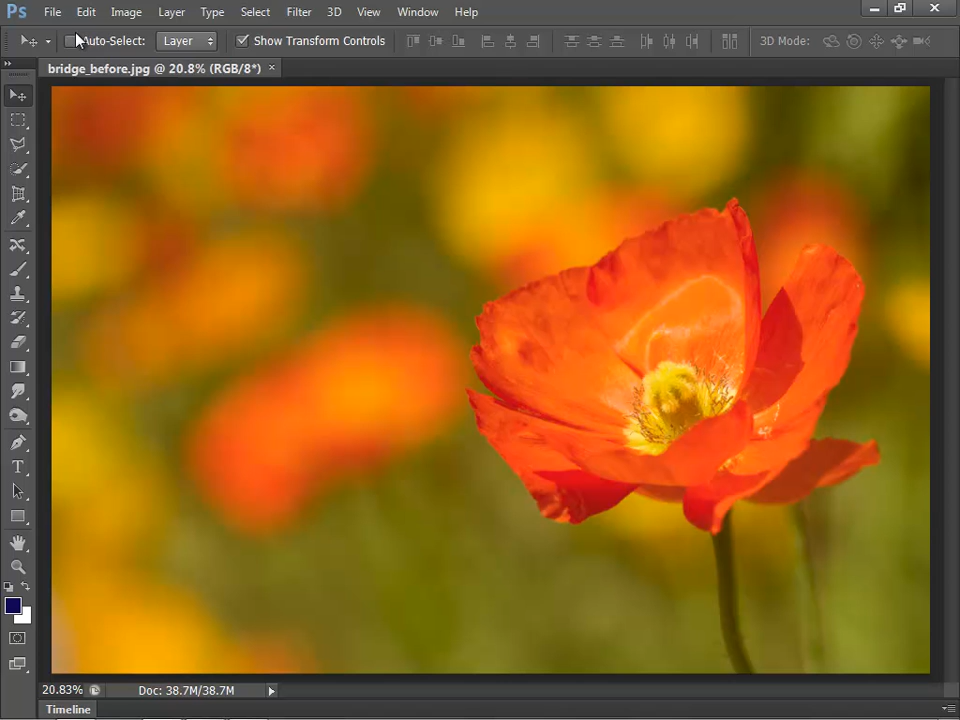 Ps File Edit Image Layer Type Select Filter 3D View Window Help
Auto-Select: Layer Show Transform Controls 3D Mode:
bridge_before.jpg @ 20.8% (RGB/8*) ×
T
20.83% Doc: 38.7M/38.7M
Timeline